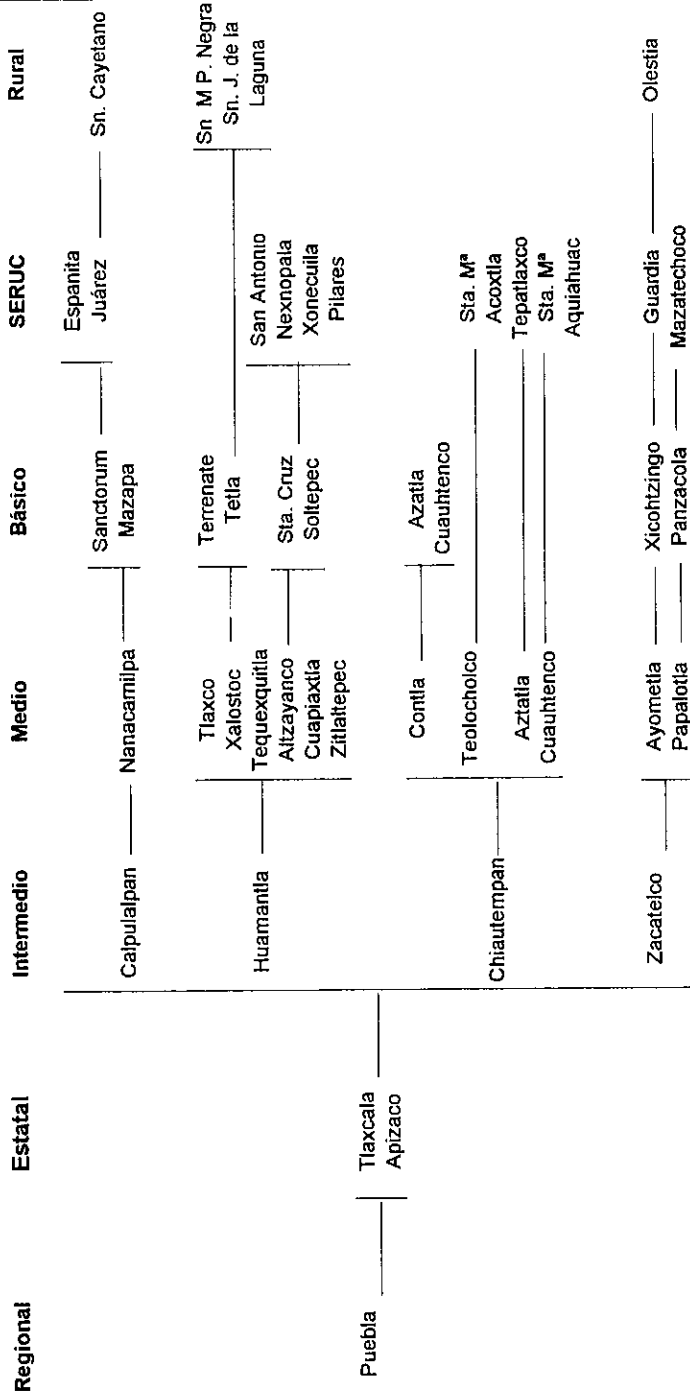 Regional
Estatal
Intermedio
Medio
Básico
SERUC
Rural
Puebla
Tlaxcala
Apizaco
Calpulalpan
Nanacamilpa
Sanctorum
Mazapa
Espanita
Juárez
Sn. Cayetano
Huamantla
Tlaxco
Xalostoc
Tequexquitla
Altzayanco
Cuapiaxtla
Zitlaltepec
Terrenate
Tetla
Sta. Cruz
Soltepec
San Antonio
Nexnopala
Xonecuila
Pilares
Sn M P. Negra
Sn. J. de la
Laguna
Chiautempan
Contla
Teolocholco
Aztatla
Cuauhtenco
Azatla
Cuauhtenco
Sta. Mª
Acoxtla
Tepatlaxco
Sta. Mª
Aquiahuac
Zacatelco
Ayometla
Papalotla
Xicohtzingo
Panzacola
Guardia
Mazatechoco
Olestia